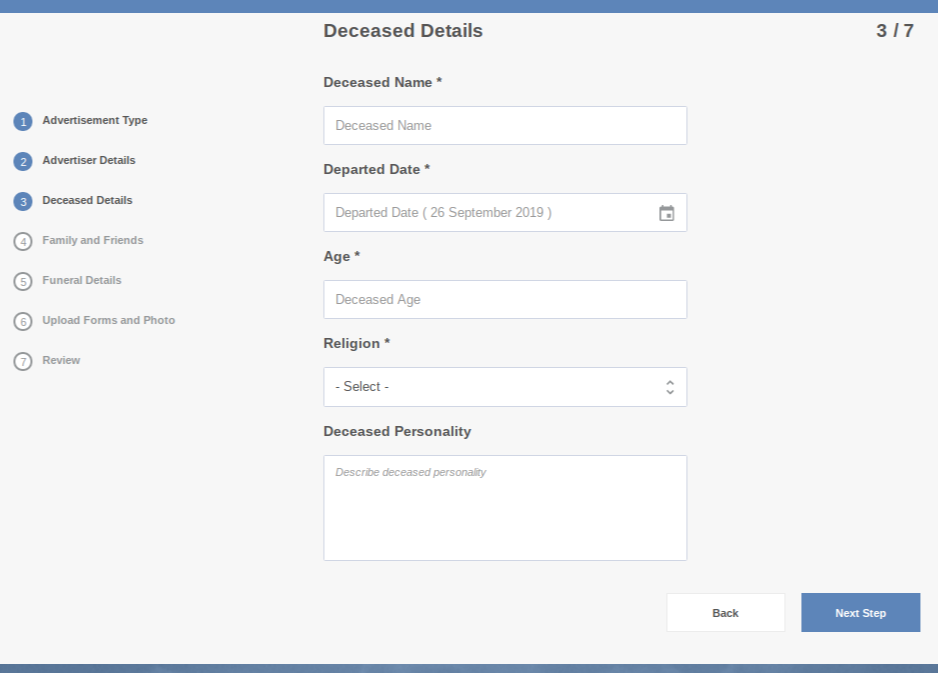 Deceased Details
3 / 7
1 Advertisement Type
2 Advertiser Details
3 Deceased Details
4 Family and Friends
5 Funeral Details
6 Upload Forms and Photo
7 Review
Deceased Name *
Deceased Name
Departed Date *
Departed Date ( 26 September 2019 )
Age *
Deceased Age
Religion *
- Select -
Deceased Personality
Describe deceased personality
Back
Next Step